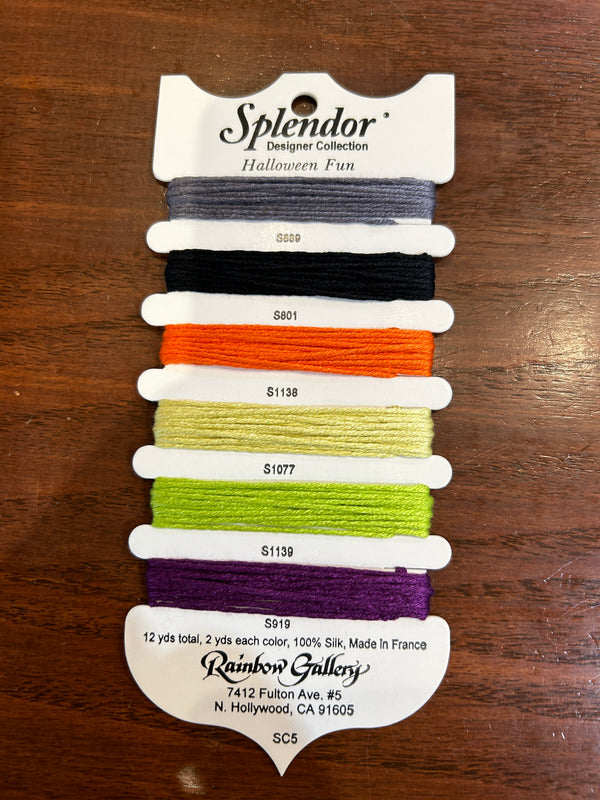 Splendor®
Designer Collection
Halloween Fun
S889
S801
S1138
S1077
S1139
S919
12 yds total, 2 yds each color, 100% Silk, Made In France
Rainbow Gallery
7412 Fulton Ave. #5
N. Hollywood, CA 91605
SC5